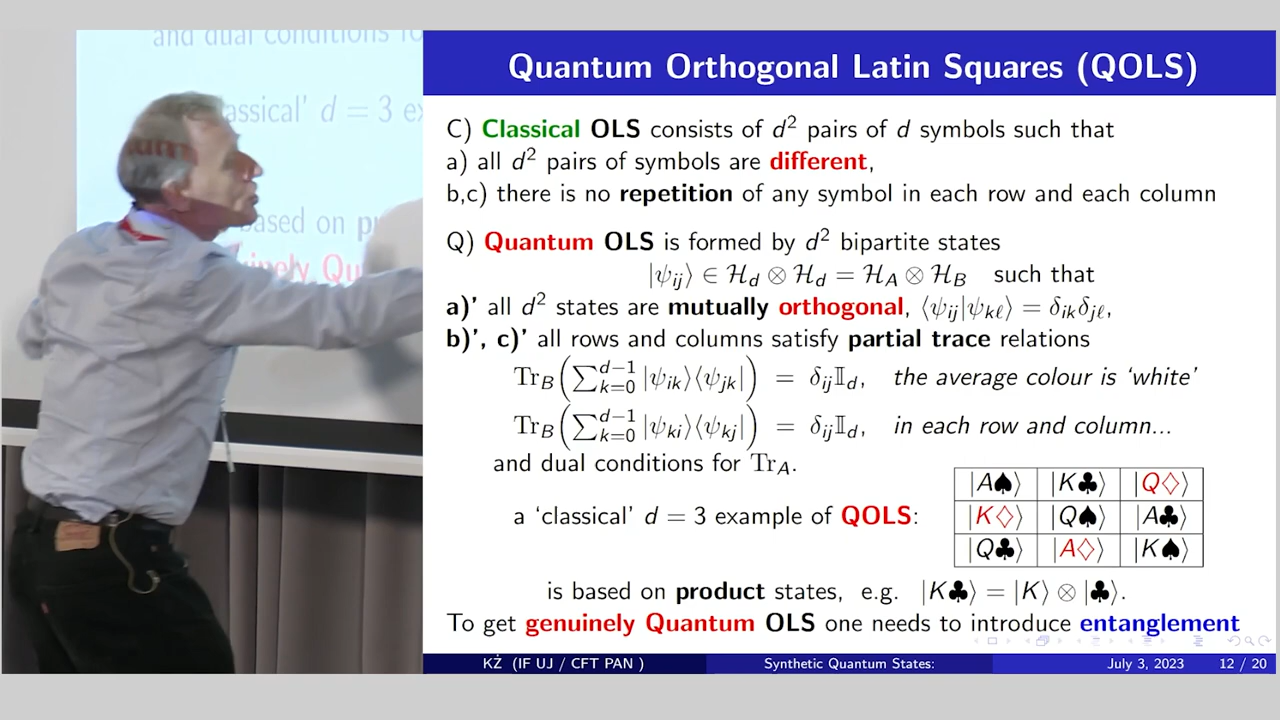 and dual conditions fo
assical' d = 3 ex
based on p
inely Qu
Quantum Orthogonal Latin Squares (QOLS)
C) Classical OLS consists of d² pairs of d symbols such that
a) all d² pairs of symbols are different,
b,c) there is no repetition of any symbol in each row and each column
Q) Quantum OLS is formed by d² bipartite states
|ψ_ij⟩ ∈ ℋ_d ⊗ ℋ_d = ℋ_A ⊗ ℋ_B such that
a)' all d² states are mutually orthogonal, ⟨ψ_ij|ψ_kℓ⟩ = δ_ik δ_jℓ,
b)', c)' all rows and columns satisfy partial trace relations
Tr_B(∑_{k=0}^{d−1} |ψ_ik⟩⟨ψ_jk|) = δ_ij 𝕀_d, the average colour is 'white'
Tr_B(∑_{k=0}^{d−1} |ψ_ki⟩⟨ψ_kj|) = δ_ij 𝕀_d, in each row and column...
and dual conditions for Tr_A.
a 'classical' d = 3 example of QOLS:
|A♠⟩ |K♣⟩ |Q♢⟩
|K♢⟩ |Q♠⟩ |A♣⟩
|Q♣⟩ |A♢⟩ |K♠⟩
is based on product states, e.g. |K♣⟩ = |K⟩ ⊗ |♣⟩.
To get genuinely Quantum OLS one needs to introduce entanglement
KŻ (IF UJ / CFT PAN ) Synthetic Quantum States: July 3, 2023 12 / 20